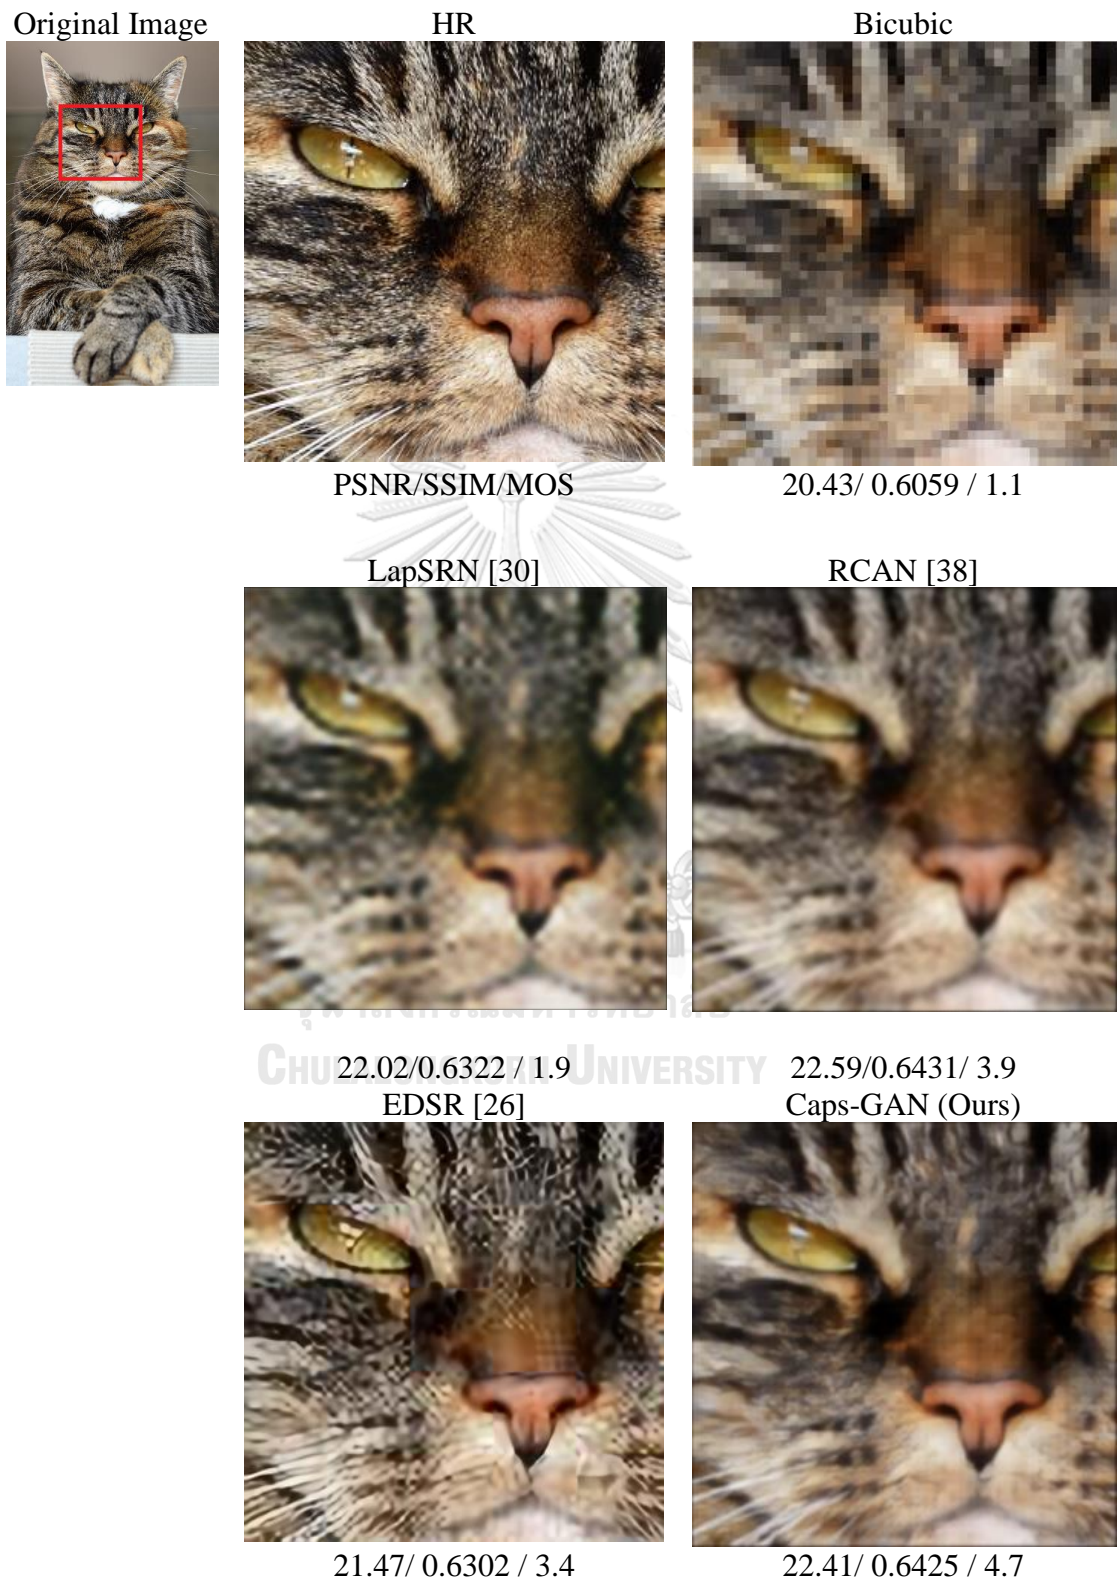 Original Image
HR
Bicubic
PSNR/SSIM/MOS
20.43/ 0.6059 / 1.1
LapSRN [30]
RCAN [38]
CHULALONGKORN UNIVERSITY
22.02/0.6322 / 1.9
22.59/0.6431/ 3.9
EDSR [26]
Caps-GAN (Ours)
21.47/ 0.6302 / 3.4
22.41/ 0.6425 / 4.7